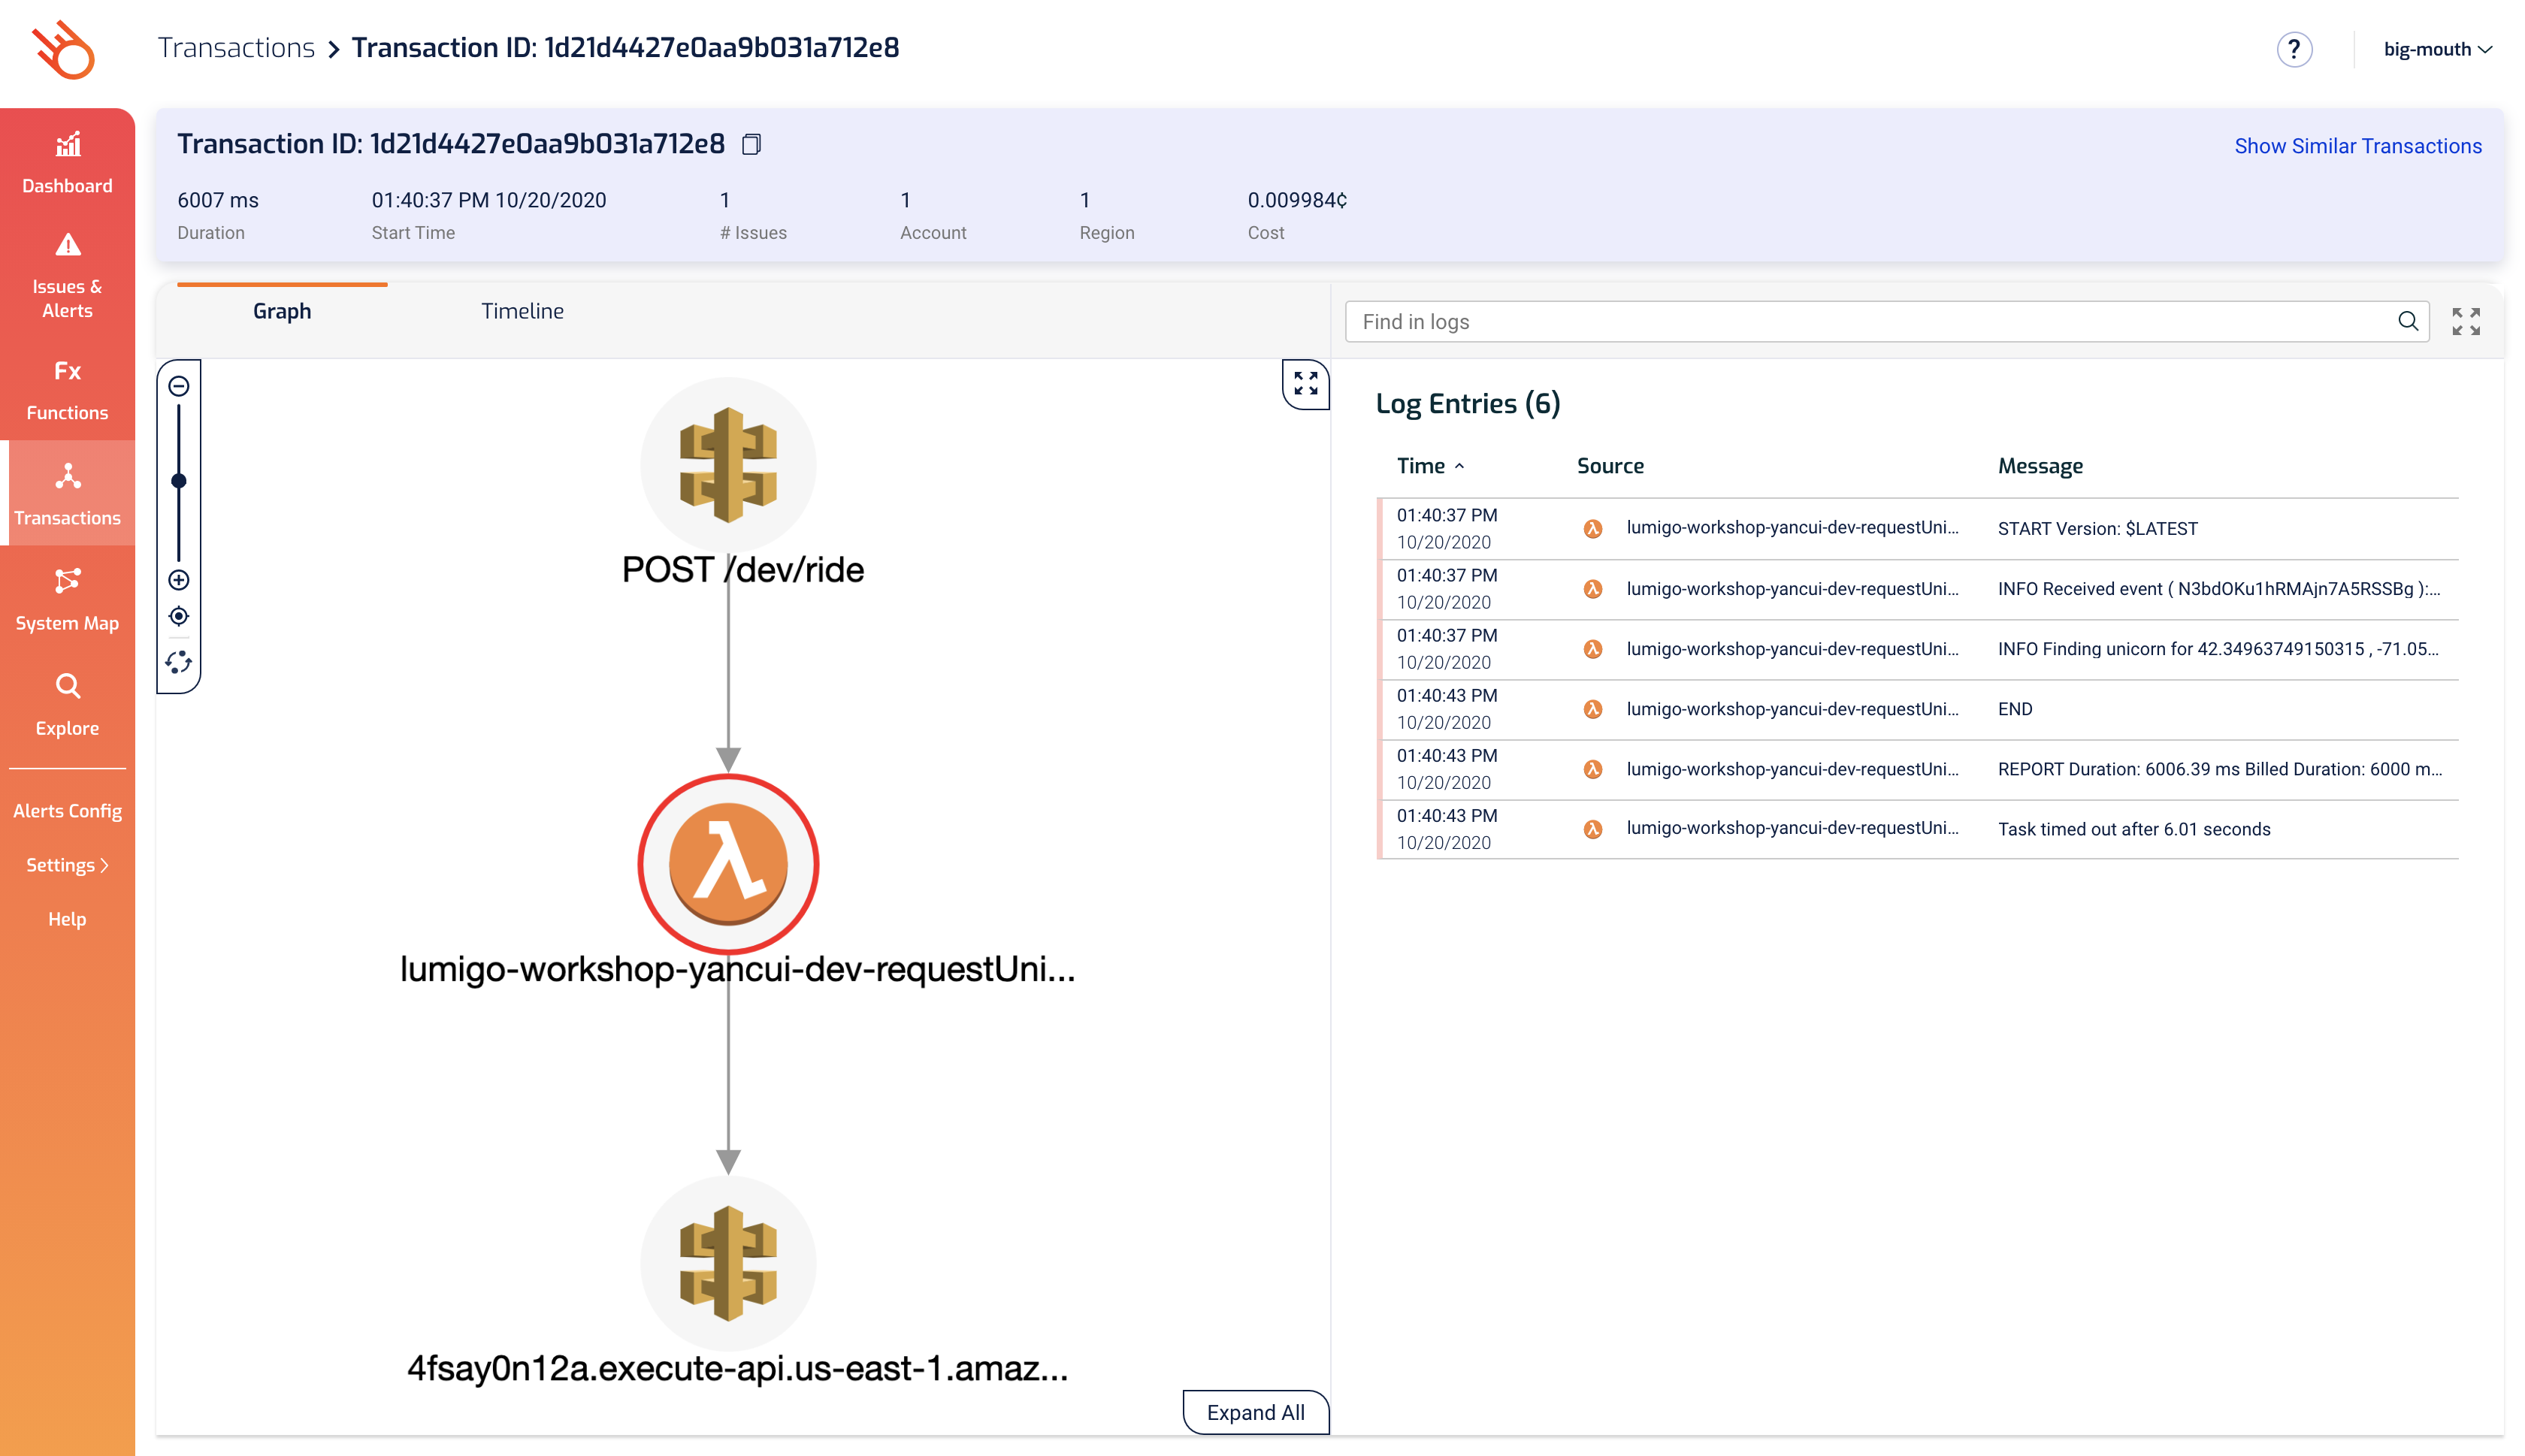 Transactions > Transaction ID: 1d21d4427e0aa9b031a712e8
?
big-mouth
Dashboard
Issues &
Alerts
Fx
Functions
Transactions
System Map
Explore
Alerts Config
Settings >
Help
Transaction ID: 1d21d4427e0aa9b031a712e8
Show Similar Transactions
6007 ms
Duration
01:40:37 PM 10/20/2020
Start Time
1
# Issues
1
Account
1
Region
0.009984¢
Cost
Graph
Timeline
POST /dev/ride
lumigo-workshop-yancui-dev-requestUni...
4fsay0n12a.execute-api.us-east-1.amaz...
Expand All
Find in logs
Log Entries (6)
Time Source Message
01:40:37 PM
10/20/2020
lumigo-workshop-yancui-dev-requestUni...
START Version: $LATEST
01:40:37 PM
10/20/2020
lumigo-workshop-yancui-dev-requestUni...
INFO Received event ( N3bdOKu1hRMAjn7A5RSSBg ):...
01:40:37 PM
10/20/2020
lumigo-workshop-yancui-dev-requestUni...
INFO Finding unicorn for 42.34963749150315 , -71.05...
01:40:43 PM
10/20/2020
lumigo-workshop-yancui-dev-requestUni...
END
01:40:43 PM
10/20/2020
lumigo-workshop-yancui-dev-requestUni...
REPORT Duration: 6006.39 ms Billed Duration: 6000 m...
01:40:43 PM
10/20/2020
lumigo-workshop-yancui-dev-requestUni...
Task timed out after 6.01 seconds